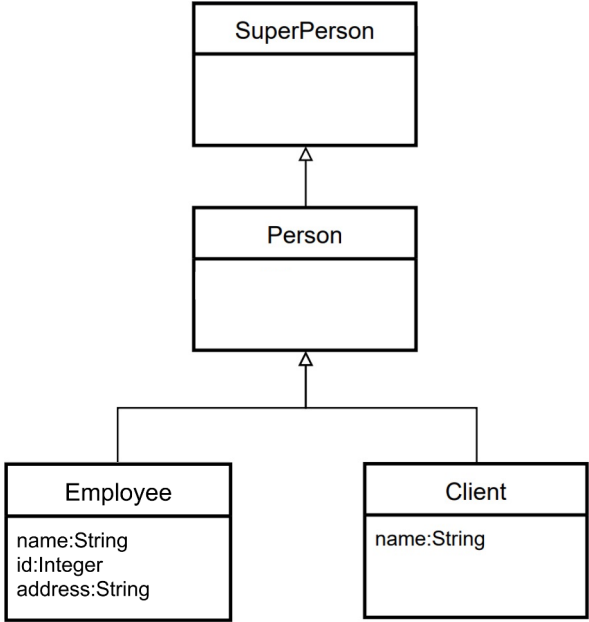 SuperPerson
Person
Employee
name:String
id:Integer
address:String
Client
name:String